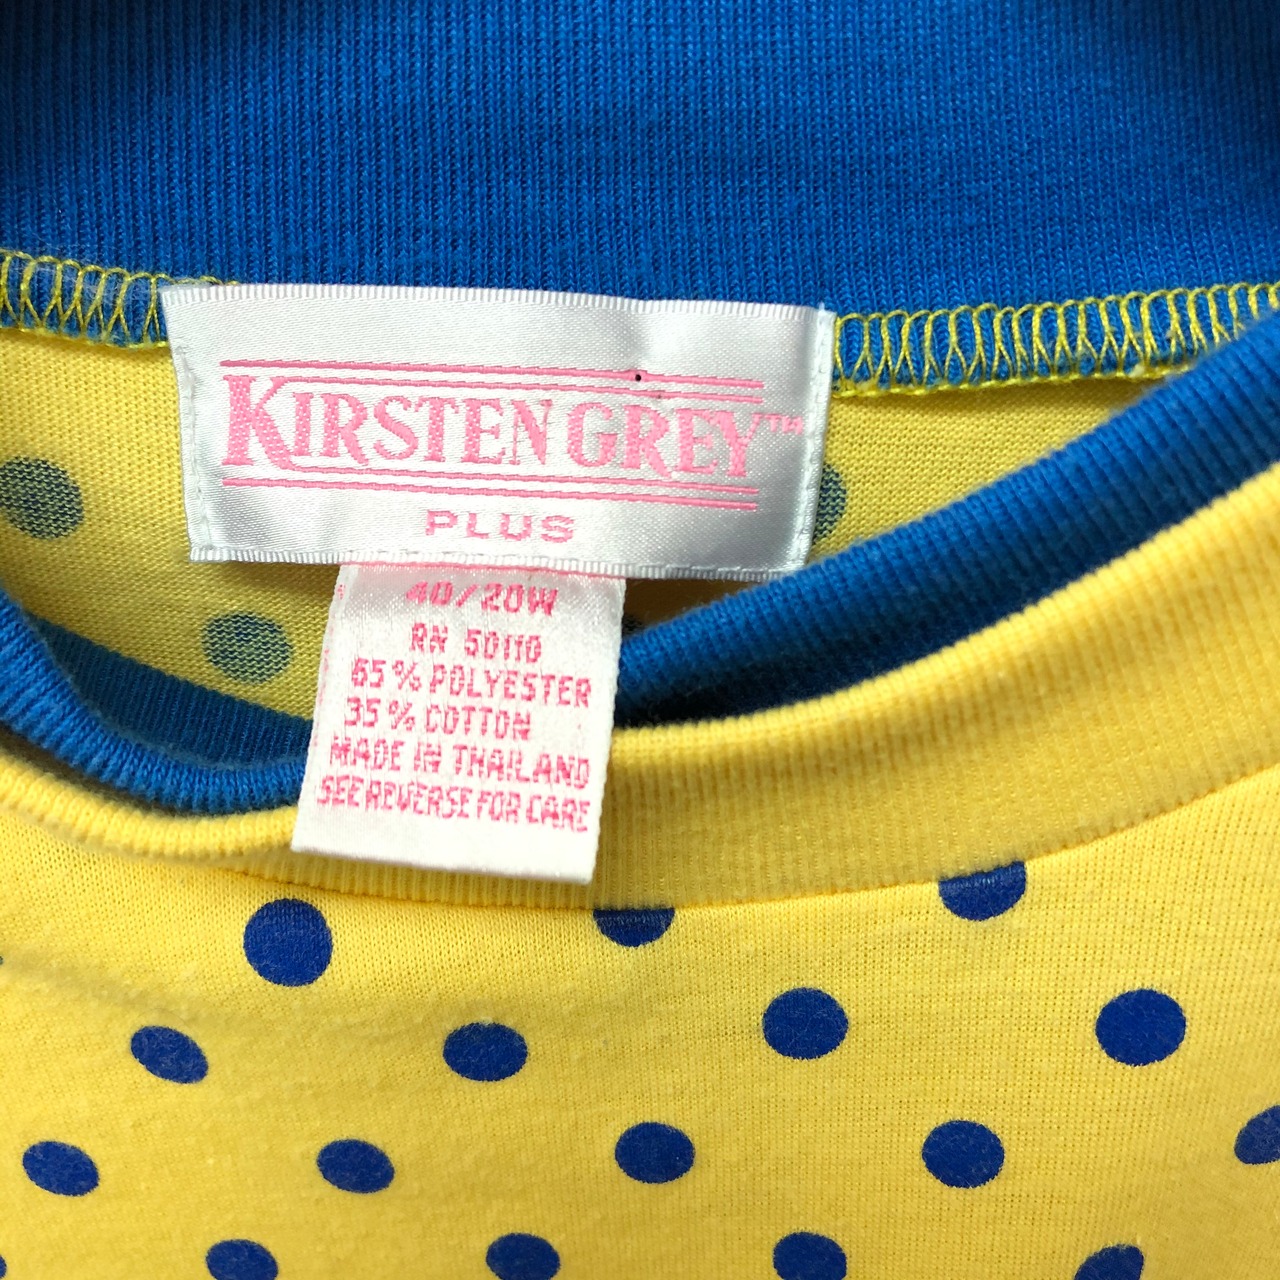 KIRSTEN GREY™
PLUS
40/20W
RN 50110
65% POLYESTER
35% COTTON
MADE IN THAILAND
SEE REVERSE FOR CARE